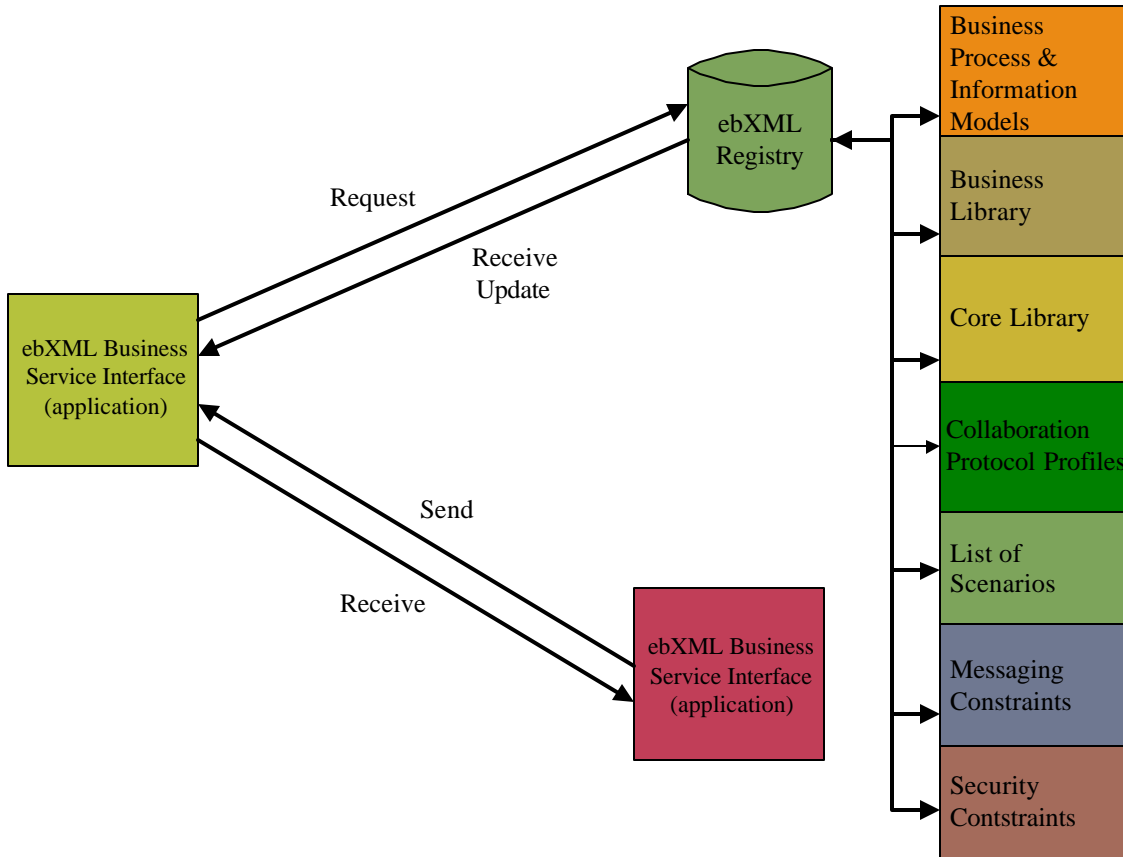 Business
Process &
Information
Models
ebXML
Registry
Request
Business
Library
Receive
Update
ebXML Business
Service Interface
(application)
Core Library
Collaboration
Protocol Profiles
Send
List of
Scenarios
Receive
ebXML Business
Service Interface
(application)
Messaging
Constraints
Security
Contstraints